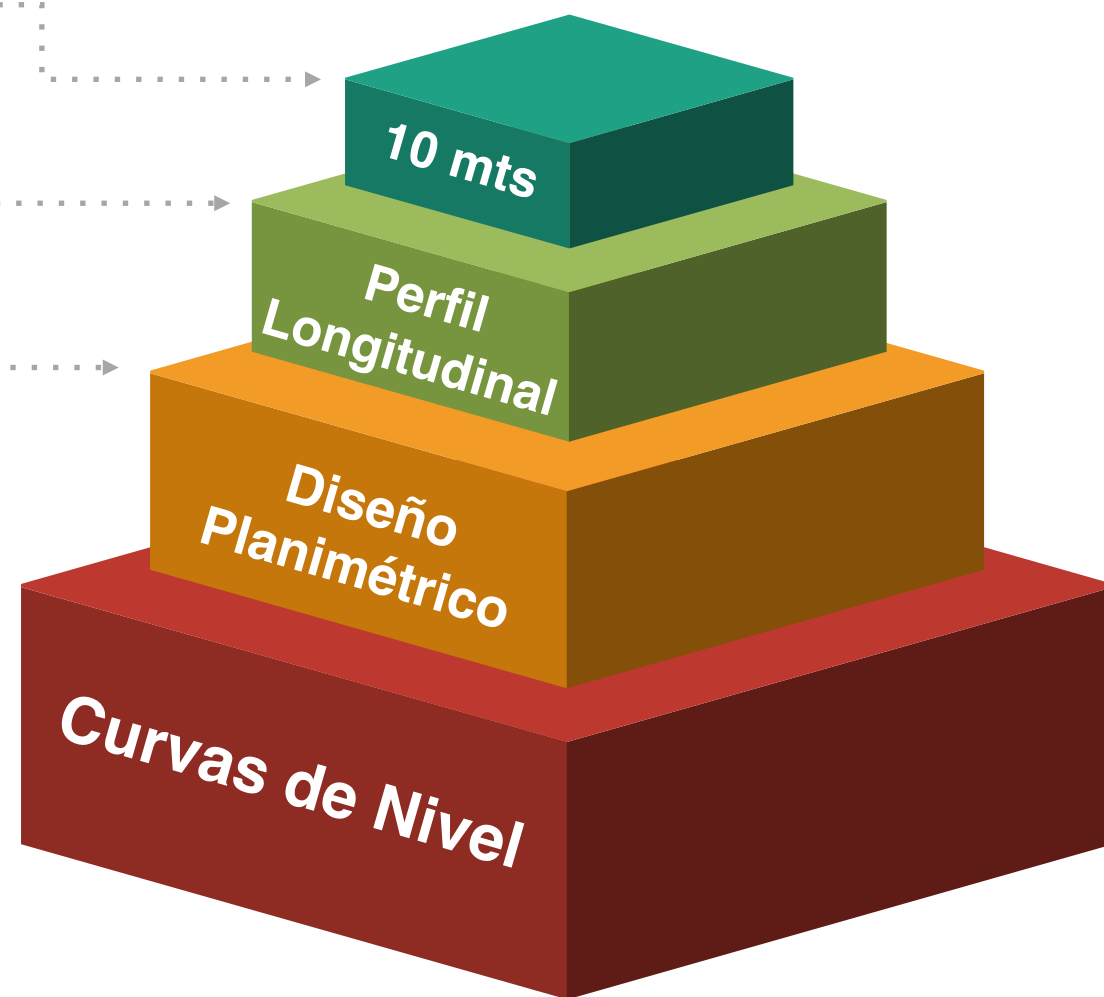 10 mts
Perfil
Longitudinal
Diseño
Planimétrico
Curvas de Nivel